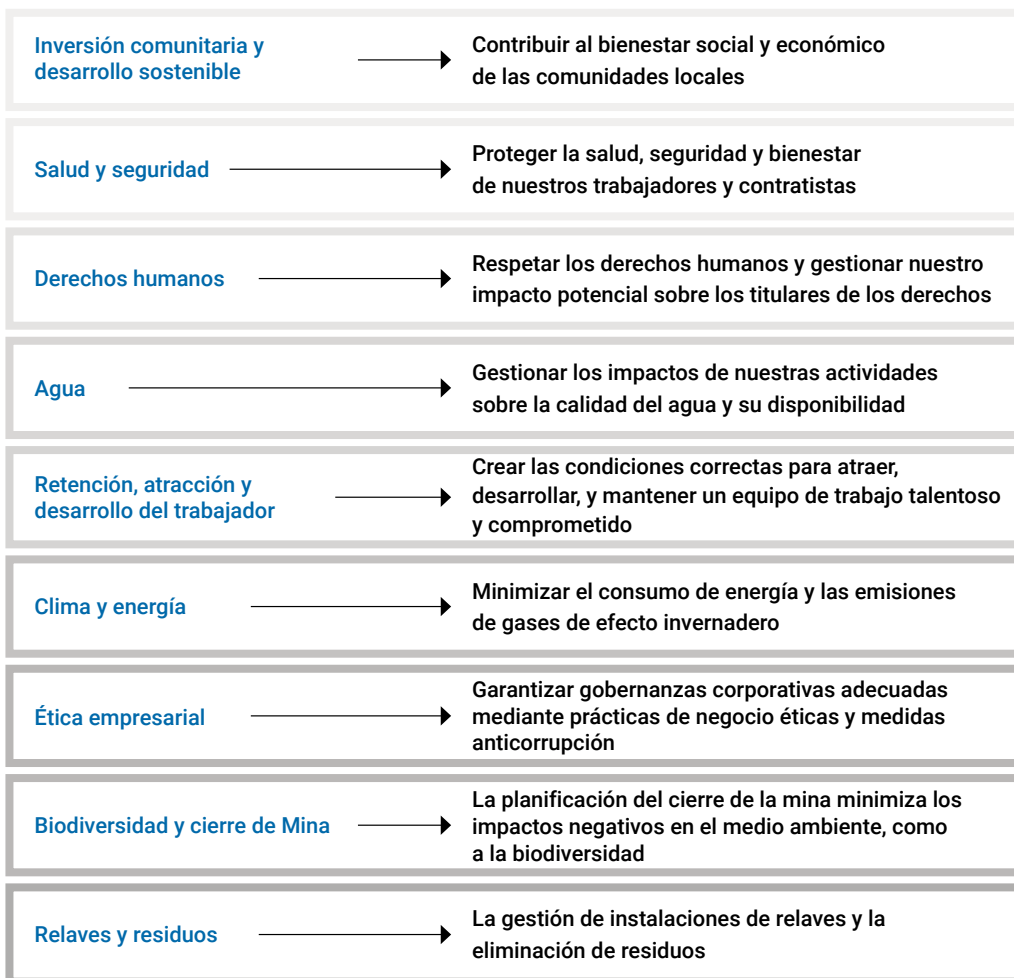 Inversión comunitaria y
desarrollo sostenible
Contribuir al bienestar social y económico
de las comunidades locales
Salud y seguridad
Proteger la salud, seguridad y bienestar
de nuestros trabajadores y contratistas
Derechos humanos
Respetar los derechos humanos y gestionar nuestro
impacto potencial sobre los titulares de los derechos
Agua
Gestionar los impactos de nuestras actividades
sobre la calidad del agua y su disponibilidad
Retención, atracción y
desarrollo del trabajador
Crear las condiciones correctas para atraer,
desarrollar, y mantener un equipo de trabajo talentoso
y comprometido
Clima y energía
Minimizar el consumo de energía y las emisiones
de gases de efecto invernadero
Ética empresarial
Garantizar gobernanzas corporativas adecuadas
mediante prácticas de negocio éticas y medidas
anticorrupción
Biodiversidad y cierre de Mina
La planificación del cierre de la mina minimiza los
impactos negativos en el medio ambiente, como
a la biodiversidad
Relaves y residuos
La gestión de instalaciones de relaves y la
eliminación de residuos